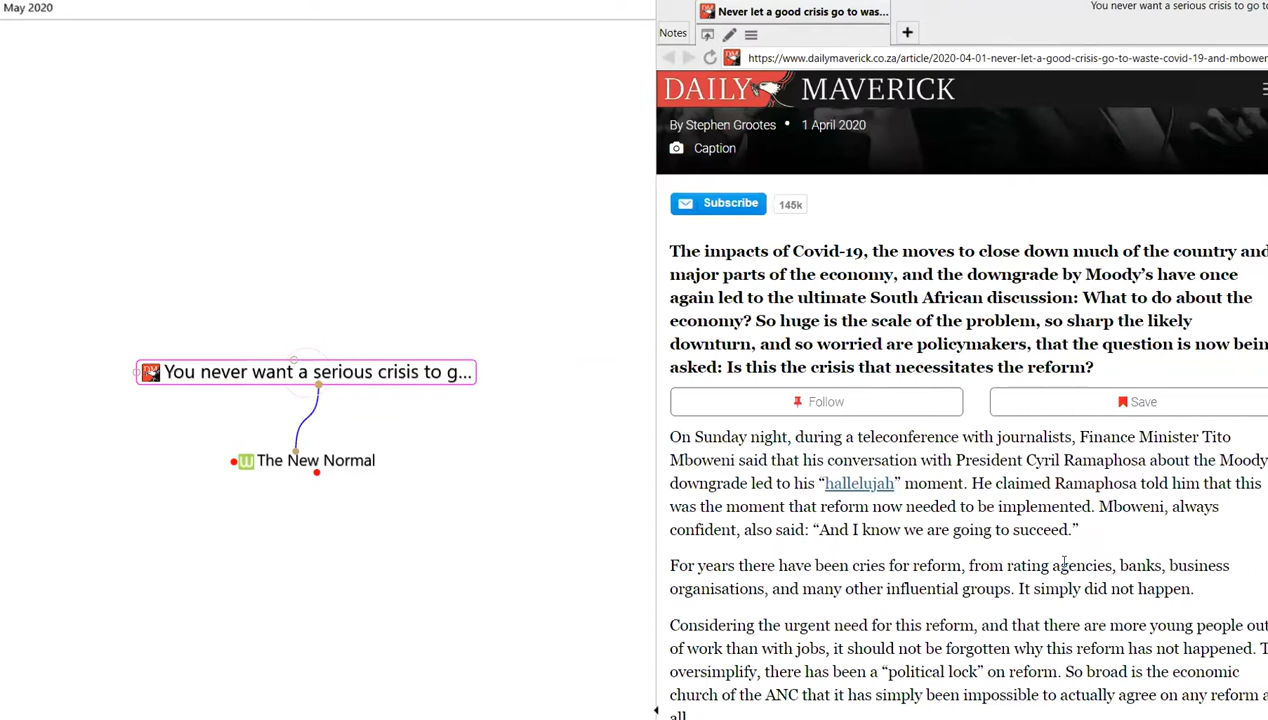 May 2020
You never want a serious crisis to g...
The New Normal
You never want a serious crisis to go to
Never let a good crisis go to was...
Notes
https://www.dailymaverick.co.za/article/2020-04-01-never-let-a-good-crisis-go-to-waste-covid-19-and-mbower
DAILY MAVERICK
By Stephen Grootes • 1 April 2020
Caption
Subscribe 145k
The impacts of Covid-19, the moves to close down much of the country and
major parts of the economy, and the downgrade by Moody's have once
again led to the ultimate South African discussion: What to do about the
economy? So huge is the scale of the problem, so sharp the likely
downturn, and so worried are policymakers, that the question is now bein
asked: Is this the crisis that necessitates the reform?
Follow Save
On Sunday night, during a teleconference with journalists, Finance Minister Tito
Mboweni said that his conversation with President Cyril Ramaphosa about the Moody
downgrade led to his “hallelujah” moment. He claimed Ramaphosa told him that this
was the moment that reform now needed to be implemented. Mboweni, always
confident, also said: “And I know we are going to succeed.”
For years there have been cries for reform, from rating agencies, banks, business
organisations, and many other influential groups. It simply did not happen.
Considering the urgent need for this reform, and that there are more young people out
of work than with jobs, it should not be forgotten why this reform has not happened. T
oversimplify, there has been a “political lock” on reform. So broad is the economic
church of the ANC that it has simply been impossible to actually agree on any reform a
all.